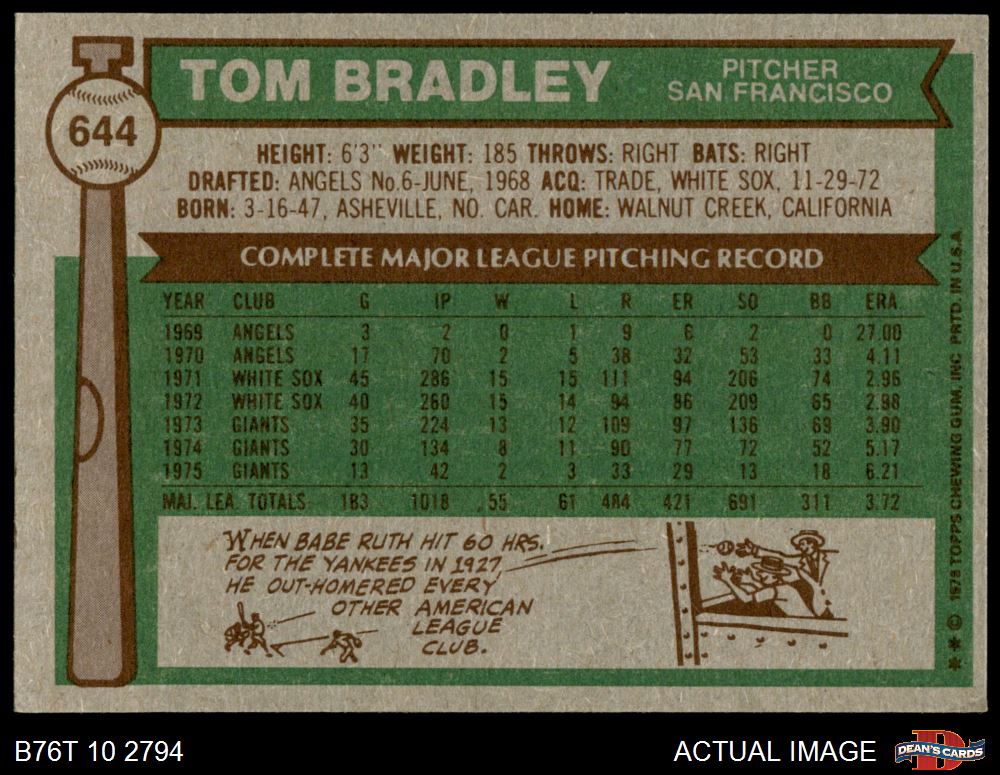 644
TOM BRADLEY
PITCHER
SAN FRANCISCO
HEIGHT: 6'3" WEIGHT: 185 THROWS: RIGHT BATS: RIGHT
DRAFTED: ANGELS No.6-JUNE, 1968 ACQ: TRADE, WHITE SOX, 11-29-72
BORN: 3-16-47, ASHEVILLE, NO. CAR. HOME: WALNUT CREEK, CALIFORNIA
COMPLETE MAJOR LEAGUE PITCHING RECORD
YEAR CLUB G IP W L R ER SO BB ERA
1969 ANGELS 3 2 0 1 9 6 2 0 27.00
1970 ANGELS 17 70 2 5 38 32 53 33 4.11
1971 WHITE SOX 45 286 15 15 111 94 206 74 2.96
1972 WHITE SOX 40 260 15 14 94 86 209 65 2.98
1973 GIANTS 35 224 13 12 109 97 136 69 3.90
1974 GIANTS 30 134 8 11 90 77 72 52 5.17
1975 GIANTS 13 42 2 3 33 29 13 18 6.21
MAJ. LEA. TOTALS 183 1018 55 61 484 421 691 311 3.72
WHEN BABE RUTH HIT 60 HRS.
FOR THE YANKEES IN 1927
HE OUT-HOMERED EVERY
OTHER AMERICAN
LEAGUE
CLUB.
** © 1976 TOPPS CHEWING GUM, INC. PRTD. IN U.S.A.
B76T 10 2794
ACTUAL IMAGE
D
DEAN'S CARDS